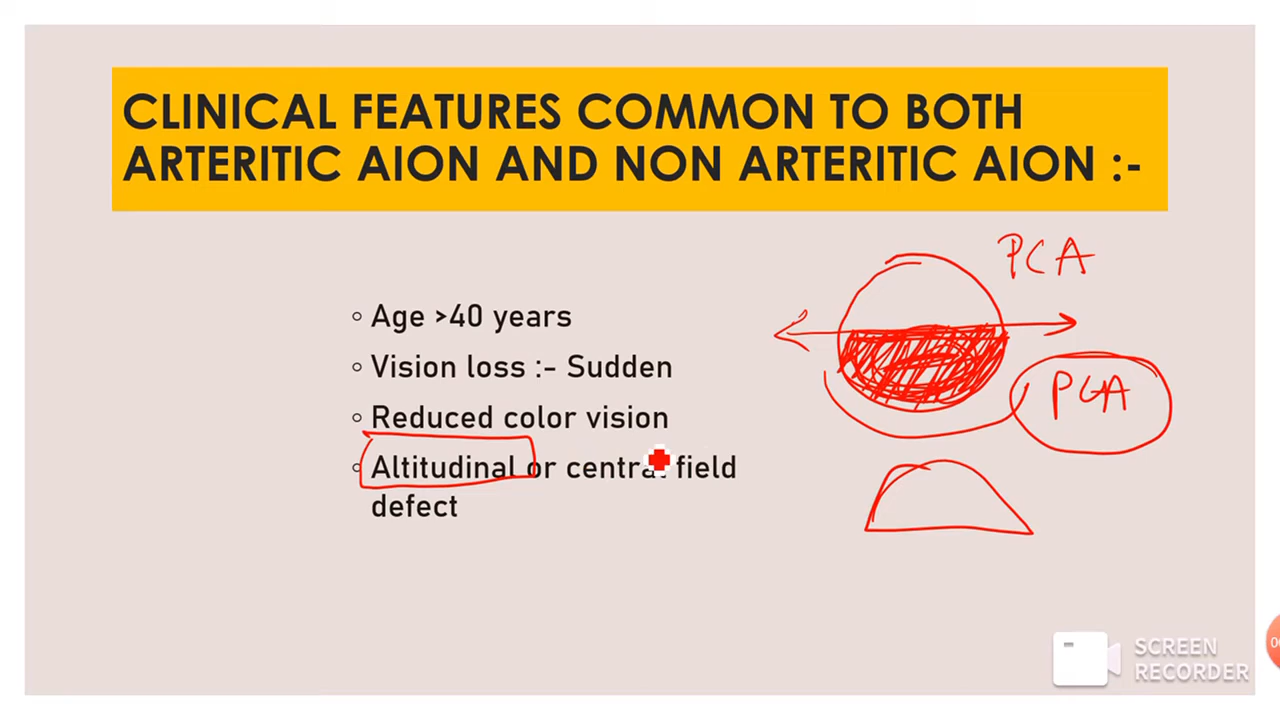 CLINICAL FEATURES COMMON TO BOTH
ARTERITIC AION AND NON ARTERITIC AION :-
PCA
◦ Age >40 years
◦ Vision loss :- Sudden
PCA
◦ Reduced color vision
◦ Altitudinal or central field
defect
SCREEN
RECORDER